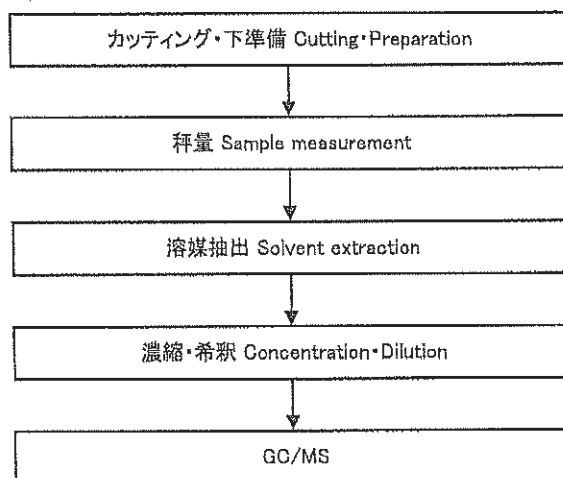 カッティング・下準備 Cutting・Preparation
秤量 Sample measurement
溶媒抽出 Solvent extraction
濃縮・希釈 Concentration・Dilution
GC/MS